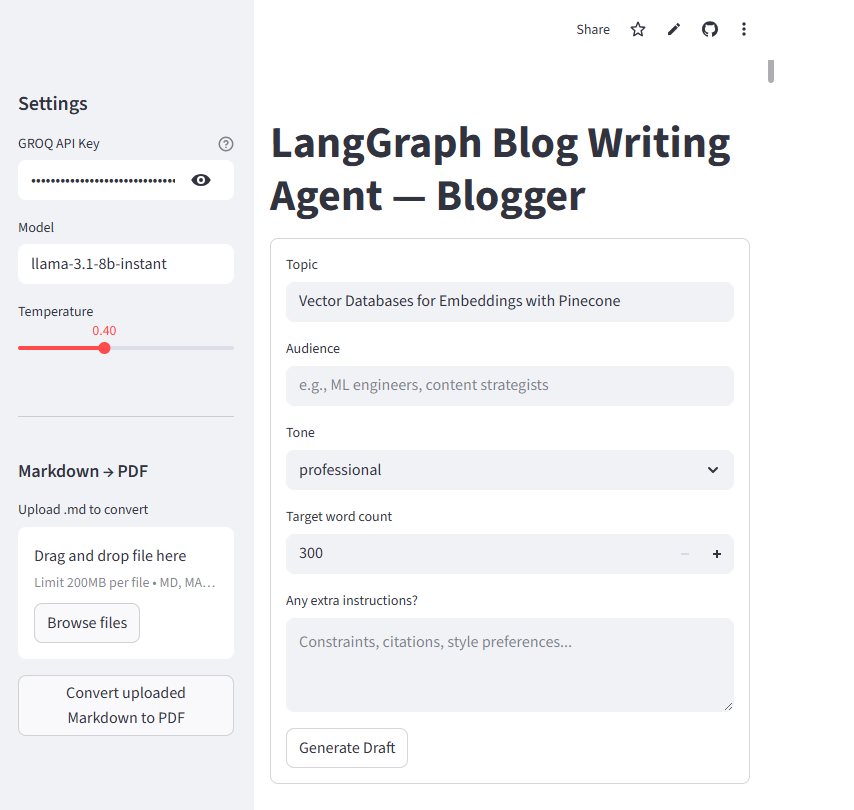 Share
Settings
GROQ API Key
••••••••••••••••••••••••••••••
Model
llama-3.1-8b-instant
Temperature
0.40
Markdown → PDF
Upload .md to convert
Drag and drop file here
Limit 200MB per file • MD, MA...
Browse files
Convert uploaded
Markdown to PDF
LangGraph Blog Writing
Agent — Blogger
Topic
Vector Databases for Embeddings with Pinecone
Audience
e.g., ML engineers, content strategists
Tone
professional
Target word count
300
Any extra instructions?
Constraints, citations, style preferences...
Generate Draft